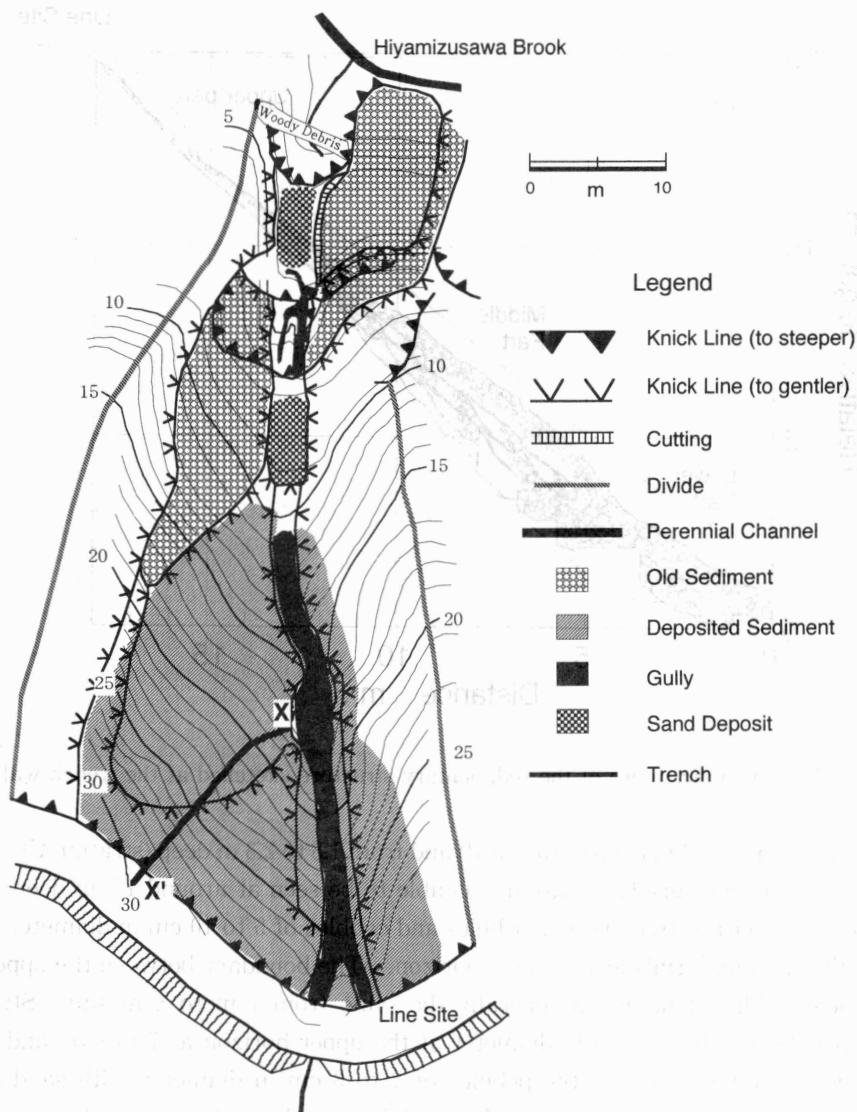 Hiyamizusawa Brook
Woody Debris
5
0 m 10
Legend
Knick Line (to steeper)
Knick Line (to gentler)
Cutting
Divide
Perennial Channel
Old Sediment
Deposited Sediment
Gully
Sand Deposit
Trench
10
15
20
25
30
10
15
20
25
X
X'
30
Line Site